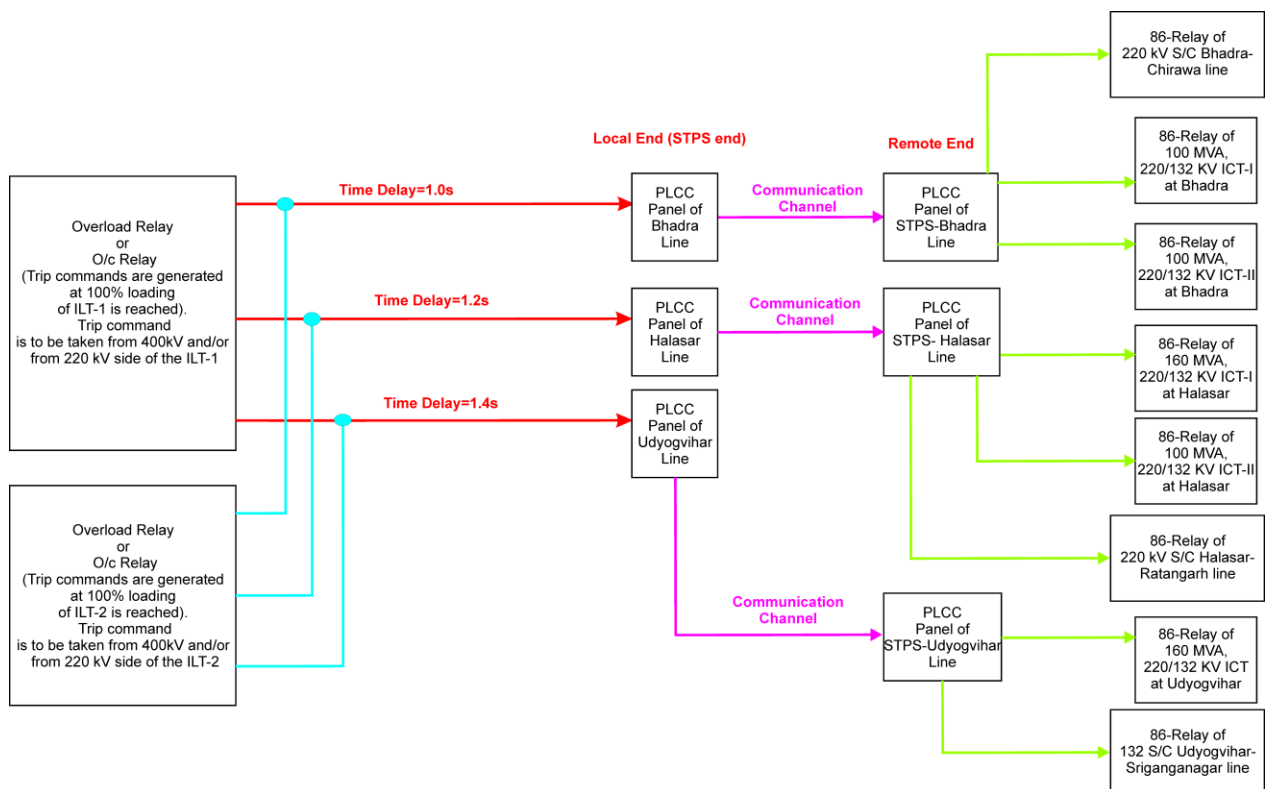 86-Relay of
220 kV S/C Bhadra-
Chirawa line
Local End (STPS end)
Remote End
Overload Relay
or
O/c Relay
(Trip commands are generated
at 100% loading
of ILT-1 is reached).
Trip command
is to be taken from 400kV and/or
from 220 kV side of the ILT-1
Time Delay=1.0s
PLCC
Panel of
Bhadra
Line
Communication
Channel
PLCC
Panel of
STPS-Bhadra
Line
86-Relay of
100 MVA,
220/132 KV ICT-I
at Bhadra
86-Relay of
100 MVA,
220/132 KV ICT-II
at Bhadra
Time Delay=1.2s
PLCC
Panel of
Halasar
Line
Communication
Channel
PLCC
Panel of
STPS- Halasar
Line
86-Relay of
160 MVA,
220/132 KV ICT-I
at Halasar
86-Relay of
100 MVA,
220/132 KV ICT-II
at Halasar
86-Relay of
220 kV S/C Halasar-
Ratangarh line
Time Delay=1.4s
PLCC
Panel of
Udyogvihar
Line
Overload Relay
or
O/c Relay
(Trip commands are generated
at 100% loading
of ILT-2 is reached).
Trip command
is to be taken from 400kV and/or
from 220 kV side of the ILT-2
Communication
Channel
PLCC
Panel of
STPS-Udyogvihar
Line
86-Relay of
160 MVA,
220/132 KV ICT
at Udyogvihar
86-Relay of
132 S/C Udyogvihar-
Sriganganagar line